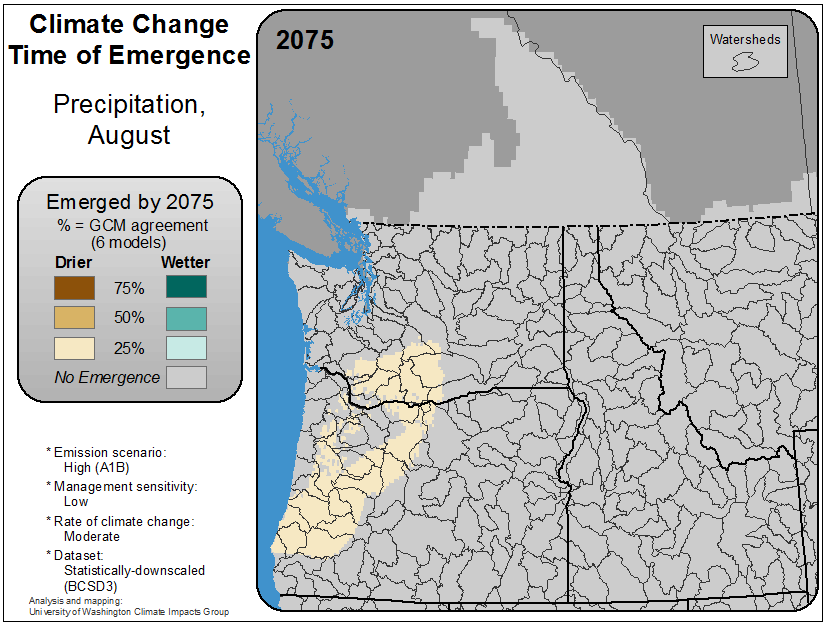 Climate Change
Time of Emergence
Precipitation,
August
Emerged by 2075
% = GCM agreement
(6 models)
Drier Wetter
75%
50%
25%
No Emergence
* Emission scenario:
High (A1B)
* Management sensitivity:
Low
* Rate of climate change:
Moderate
* Dataset:
Statistically-downscaled
(BCSD3)
Analysis and mapping:
University of Washington Climate Impacts Group
2075
Watersheds